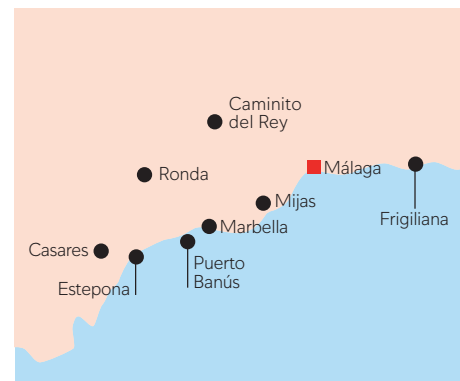 Caminito
del Rey
Málaga
Ronda
Mijas
Frigiliana
Marbella
Casares
Puerto
Banús
Estepona